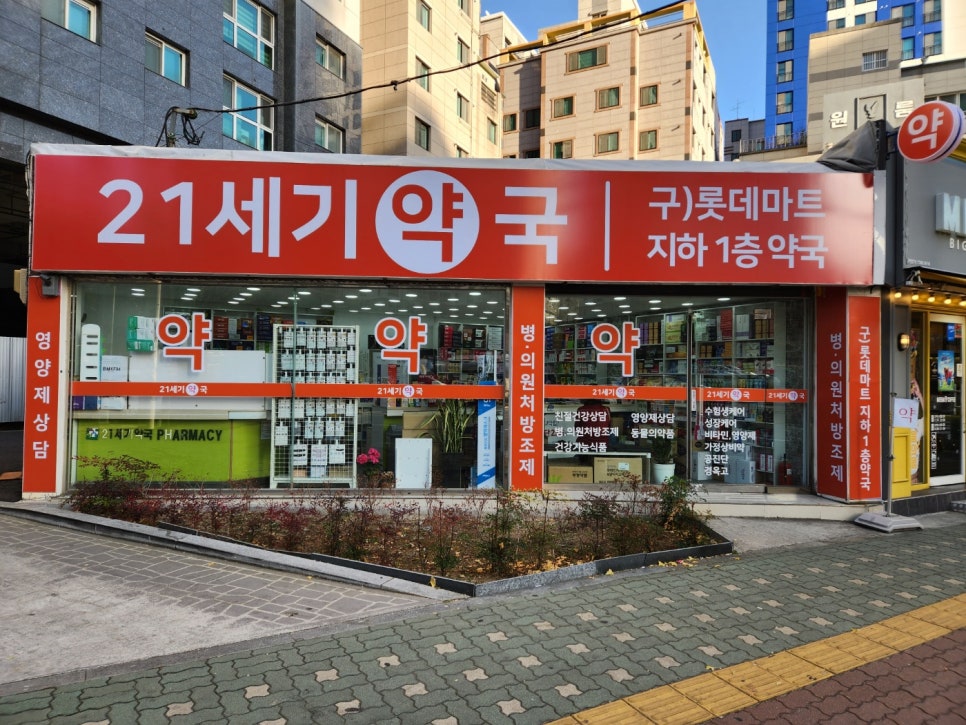 21세기약국
구)롯데마트
지하 1층 약국
약
원
름
영양제상담
약
약
약
병·의원처방조제
병·의원처방조제
구)롯데마트 지하 1층약국
21세기약국
21세기약국
21세기약국
21세기약국
21세기약국 PHARMACY
친절건강상담
영양제상담
병.의원처방조제
동물의약품
건강기능식품
수험생케어
성장케어
비타민,영양제
가정상비약
공진단
경옥고
약
BIG